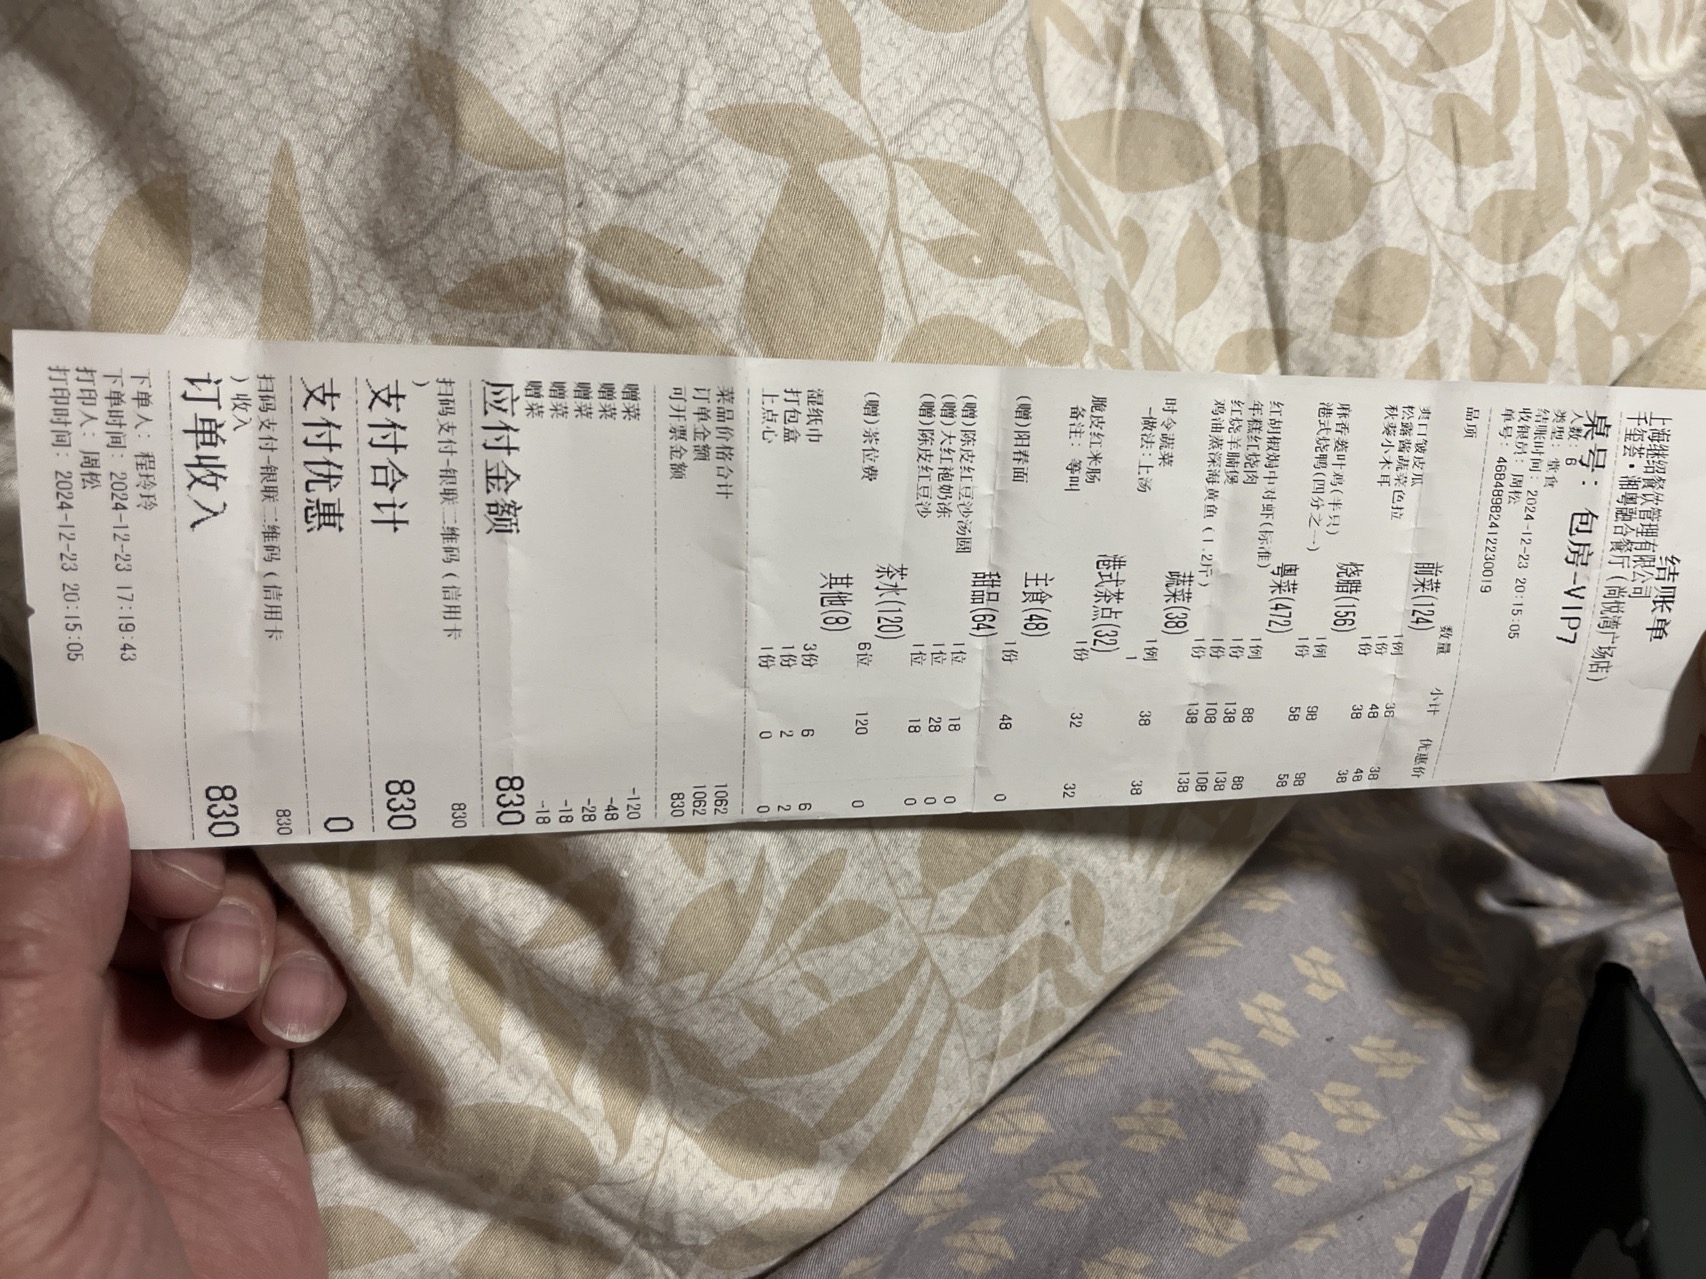 结账单
上海继绍餐饮管理有限公司
千玺荟·湘粤融合餐厅(尚悦湾广场店)
桌号：包房-VIP7
人数：6
类型：堂食
结账时间：2024-12-23 20:15:05
收银员：周松
单号：46848982412230019
品项 数量 小计 优惠价
前菜(124)
爽口皱皮瓜 1例 38 38
松露酱蔬菜色拉 1份 48 48
秋葵小木耳 1份 38 38
烧腊(156)
麻香蒌叶鸡(半只) 1例 98 98
港式烧鸭(四分之一) 1份 58 58
粤菜(472)
红胡椒焗中对虾(标准) 1例 88 88
年糕红烧肉 1份 138 138
红烧羊腩煲 1份 108 108
鸡油蒸深海黄鱼(1.2斤) 1份 138 138
蔬菜(38)
时令蔬菜 1例 38 38
-做法：上汤 1
港式茶点(32)
脆皮红米肠 1份 32 32
备注：等叫
主食(48)
(赠)阳春面 1份 48 0
甜品(64)
(赠)陈皮红豆沙汤圆 1位 18 0
(赠)大红袍奶冻 1位 28 0
(赠)陈皮红豆沙 1位 18 0
茶水(120)
(赠)茶位费 6位 120 0
其他(8)
湿纸巾 3份 6 6
打包盒 1份 2 2
上点心 1份 0 0
菜品价格合计 1062
订单金额 1062
可开票金额 830
赠菜 -120
赠菜 -48
赠菜 -28
赠菜 -18
赠菜 -18
应付金额 830
扫码支付-银联二维码(信用卡 830
)
支付合计 830
支付优惠 0
扫码支付-银联二维码(信用卡 830
)收入
订单收入 830
下单人：程玲玲
下单时间：2024-12-23 17:19:43
打印人：周松
打印时间：2024-12-23 20:15:05